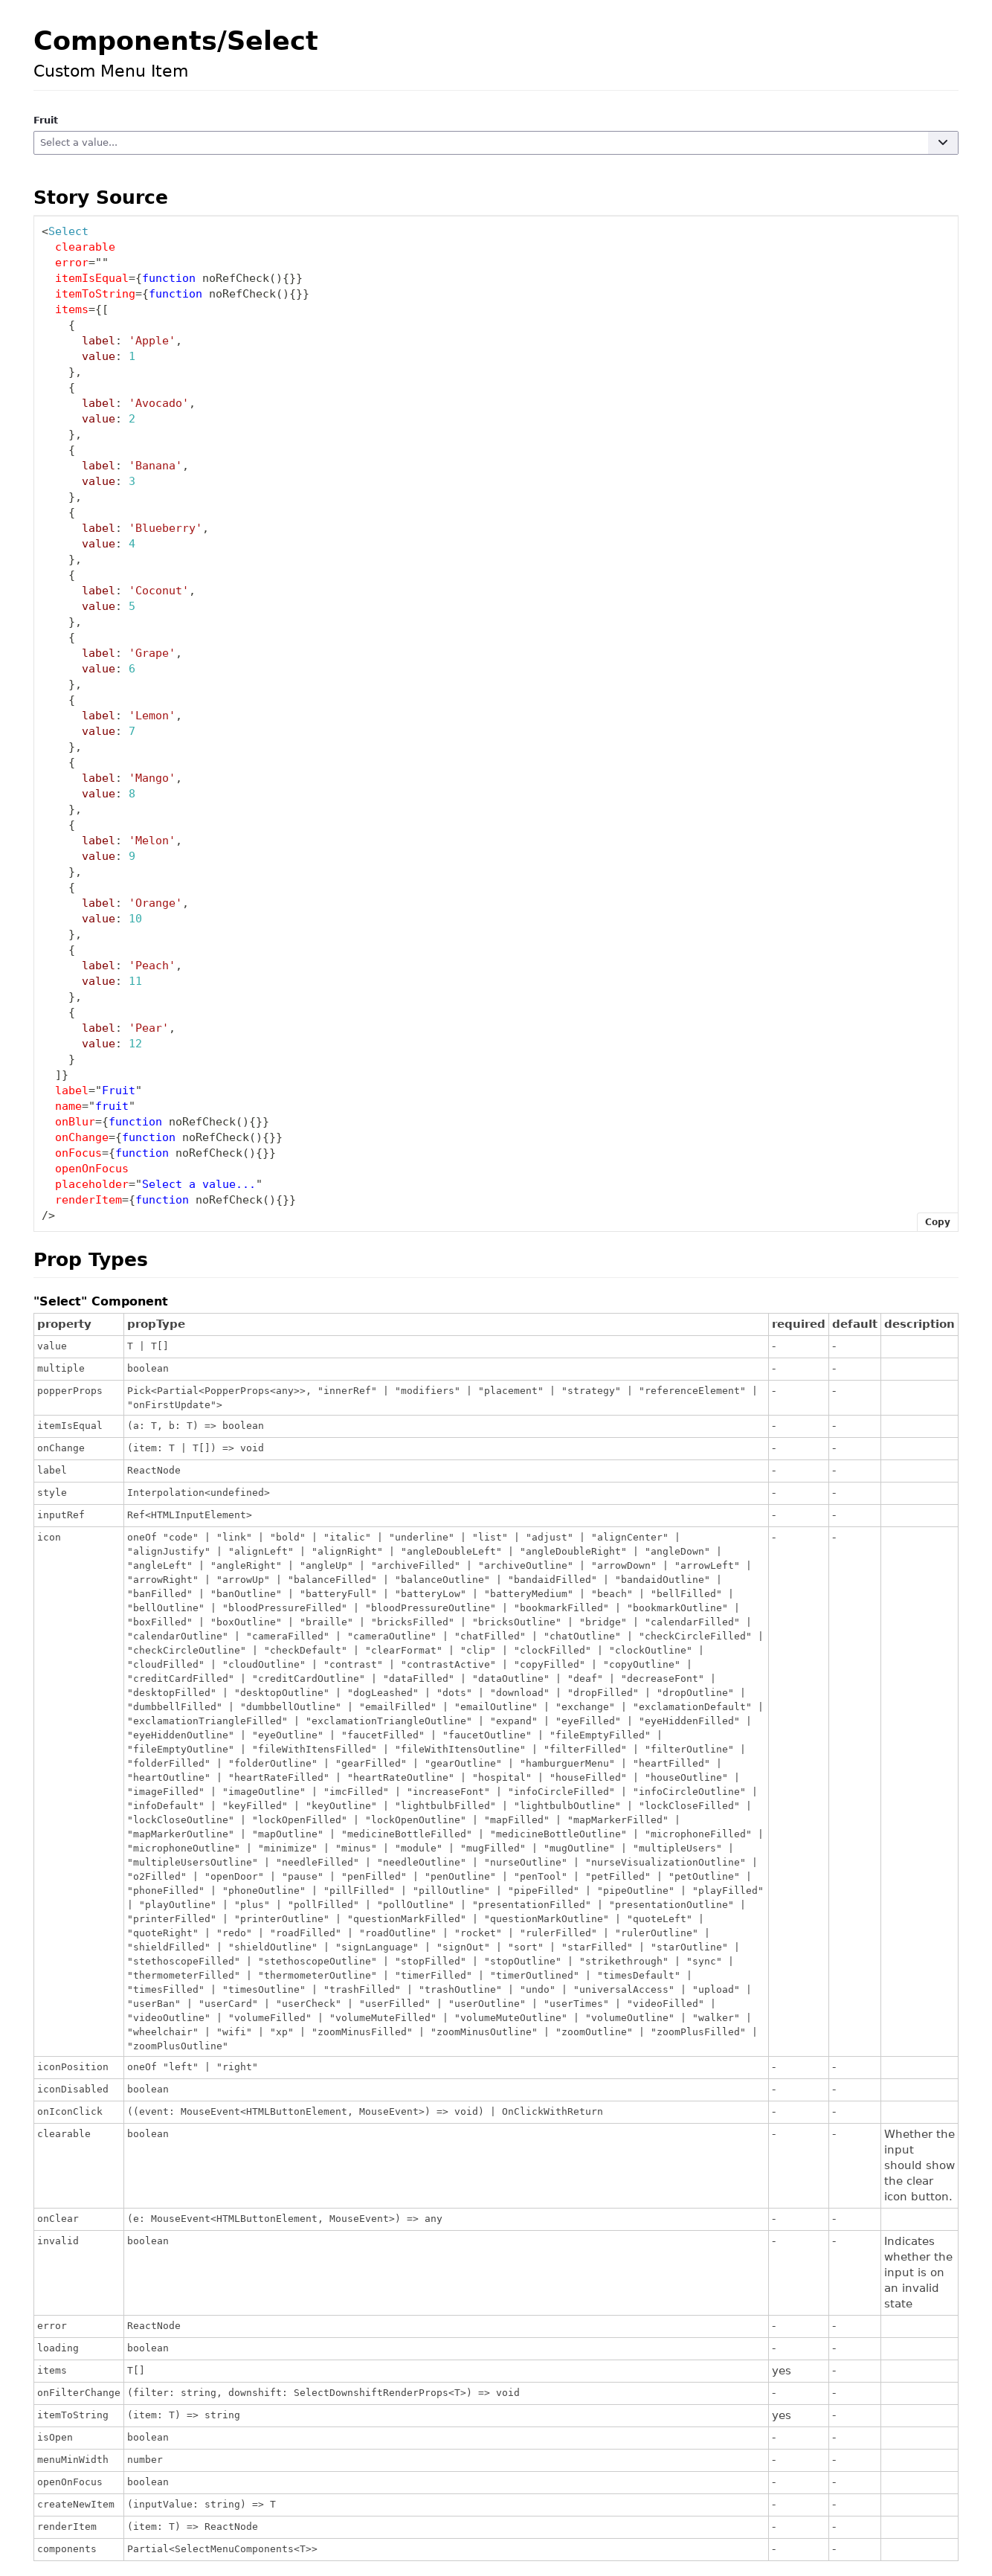 Components/Select
Custom Menu Item
Fruit
Select a value...
Story Source
<Select
  clearable
  error=""
  itemIsEqual={function noRefCheck(){}}
  itemToString={function noRefCheck(){}}
  items={[
    {
      label: 'Apple',
      value: 1
    },
    {
      label: 'Avocado',
      value: 2
    },
    {
      label: 'Banana',
      value: 3
    },
    {
      label: 'Blueberry',
      value: 4
    },
    {
      label: 'Coconut',
      value: 5
    },
    {
      label: 'Grape',
      value: 6
    },
    {
      label: 'Lemon',
      value: 7
    },
    {
      label: 'Mango',
      value: 8
    },
    {
      label: 'Melon',
      value: 9
    },
    {
      label: 'Orange',
      value: 10
    },
    {
      label: 'Peach',
      value: 11
    },
    {
      label: 'Pear',
      value: 12
    }
  ]}
  label="Fruit"
  name="fruit"
  onBlur={function noRefCheck(){}}
  onChange={function noRefCheck(){}}
  onFocus={function noRefCheck(){}}
  openOnFocus
  placeholder="Select a value..."
  renderItem={function noRefCheck(){}}
/>
Copy
Prop Types
"Select" Component
property propType required default description
value T | T[] - -
multiple boolean - -
popperProps Pick<Partial<PopperProps<any>>, "innerRef" | "modifiers" | "placement" | "strategy" | "referenceElement" | - -
"onFirstUpdate">
itemIsEqual (a: T, b: T) => boolean - -
onChange (item: T | T[]) => void - -
label ReactNode - -
style Interpolation<undefined> - -
inputRef Ref<HTMLInputElement> - -
icon oneOf "code" | "link" | "bold" | "italic" | "underline" | "list" | "adjust" | "alignCenter" | - -
"alignJustify" | "alignLeft" | "alignRight" | "angleDoubleLeft" | "angleDoubleRight" | "angleDown" |
"angleLeft" | "angleRight" | "angleUp" | "archiveFilled" | "archiveOutline" | "arrowDown" | "arrowLeft" |
"arrowRight" | "arrowUp" | "balanceFilled" | "balanceOutline" | "bandaidFilled" | "bandaidOutline" |
"banFilled" | "banOutline" | "batteryFull" | "batteryLow" | "batteryMedium" | "beach" | "bellFilled" |
"bellOutline" | "bloodPressureFilled" | "bloodPressureOutline" | "bookmarkFilled" | "bookmarkOutline" |
"boxFilled" | "boxOutline" | "braille" | "bricksFilled" | "bricksOutline" | "bridge" | "calendarFilled" |
"calendarOutline" | "cameraFilled" | "cameraOutline" | "chatFilled" | "chatOutline" | "checkCircleFilled" |
"checkCircleOutline" | "checkDefault" | "clearFormat" | "clip" | "clockFilled" | "clockOutline" |
"cloudFilled" | "cloudOutline" | "contrast" | "contrastActive" | "copyFilled" | "copyOutline" |
"creditCardFilled" | "creditCardOutline" | "dataFilled" | "dataOutline" | "deaf" | "decreaseFont" |
"desktopFilled" | "desktopOutline" | "dogLeashed" | "dots" | "download" | "dropFilled" | "dropOutline" |
"dumbbellFilled" | "dumbbellOutline" | "emailFilled" | "emailOutline" | "exchange" | "exclamationDefault" |
"exclamationTriangleFilled" | "exclamationTriangleOutline" | "expand" | "eyeFilled" | "eyeHiddenFilled" |
"eyeHiddenOutline" | "eyeOutline" | "faucetFilled" | "faucetOutline" | "fileEmptyFilled" |
"fileEmptyOutline" | "fileWithItensFilled" | "fileWithItensOutline" | "filterFilled" | "filterOutline" |
"folderFilled" | "folderOutline" | "gearFilled" | "gearOutline" | "hamburguerMenu" | "heartFilled" |
"heartOutline" | "heartRateFilled" | "heartRateOutline" | "hospital" | "houseFilled" | "houseOutline" |
"imageFilled" | "imageOutline" | "imcFilled" | "increaseFont" | "infoCircleFilled" | "infoCircleOutline" |
"infoDefault" | "keyFilled" | "keyOutline" | "lightbulbFilled" | "lightbulbOutline" | "lockCloseFilled" |
"lockCloseOutline" | "lockOpenFilled" | "lockOpenOutline" | "mapFilled" | "mapMarkerFilled" |
"mapMarkerOutline" | "mapOutline" | "medicineBottleFilled" | "medicineBottleOutline" | "microphoneFilled" |
"microphoneOutline" | "minimize" | "minus" | "module" | "mugFilled" | "mugOutline" | "multipleUsers" |
"multipleUsersOutline" | "needleFilled" | "needleOutline" | "nurseOutline" | "nurseVisualizationOutline" |
"o2Filled" | "openDoor" | "pause" | "penFilled" | "penOutline" | "penTool" | "petFilled" | "petOutline" |
"phoneFilled" | "phoneOutline" | "pillFilled" | "pillOutline" | "pipeFilled" | "pipeOutline" | "playFilled"
| "playOutline" | "plus" | "pollFilled" | "pollOutline" | "presentationFilled" | "presentationOutline" |
"printerFilled" | "printerOutline" | "questionMarkFilled" | "questionMarkOutline" | "quoteLeft" |
"quoteRight" | "redo" | "roadFilled" | "roadOutline" | "rocket" | "rulerFilled" | "rulerOutline" |
"shieldFilled" | "shieldOutline" | "signLanguage" | "signOut" | "sort" | "starFilled" | "starOutline" |
"stethoscopeFilled" | "stethoscopeOutline" | "stopFilled" | "stopOutline" | "strikethrough" | "sync" |
"thermometerFilled" | "thermometerOutline" | "timerFilled" | "timerOutlined" | "timesDefault" |
"timesFilled" | "timesOutline" | "trashFilled" | "trashOutline" | "undo" | "universalAccess" | "upload" |
"userBan" | "userCard" | "userCheck" | "userFilled" | "userOutline" | "userTimes" | "videoFilled" |
"videoOutline" | "volumeFilled" | "volumeMuteFilled" | "volumeMuteOutline" | "volumeOutline" | "walker" |
"wheelchair" | "wifi" | "xp" | "zoomMinusFilled" | "zoomMinusOutline" | "zoomOutline" | "zoomPlusFilled" |
"zoomPlusOutline"
iconPosition oneOf "left" | "right" - -
iconDisabled boolean - -
onIconClick ((event: MouseEvent<HTMLButtonElement, MouseEvent>) => void) | OnClickWithReturn - -
clearable boolean - - Whether the
input
should show
the clear
icon button.
onClear (e: MouseEvent<HTMLButtonElement, MouseEvent>) => any - -
invalid boolean - - Indicates
whether the
input is on
an invalid
state
error ReactNode - -
loading boolean - -
items T[] yes -
onFilterChange (filter: string, downshift: SelectDownshiftRenderProps<T>) => void - -
itemToString (item: T) => string yes -
isOpen boolean - -
menuMinWidth number - -
openOnFocus boolean - -
createNewItem (inputValue: string) => T - -
renderItem (item: T) => ReactNode - -
components Partial<SelectMenuComponents<T>> - -